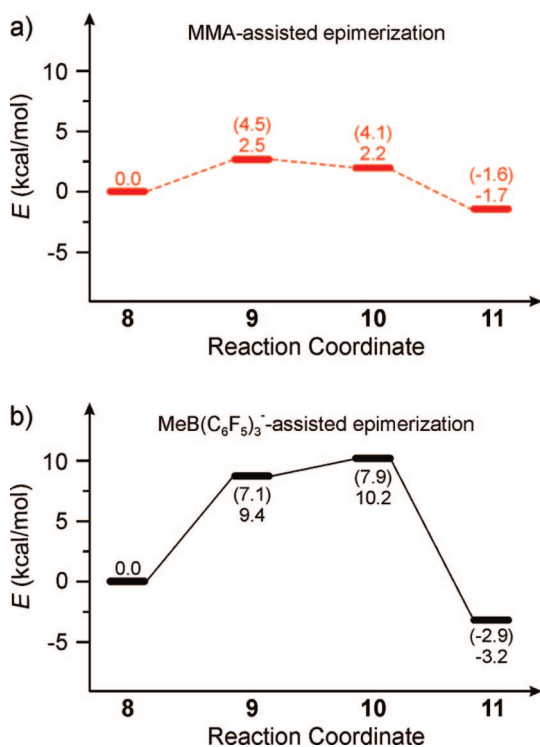 a)
MMA-assisted epimerization
E (kcal/mol)
10
5
0
-5
0.0
(4.5)
2.5
(4.1)
2.2
(-1.6)
-1.7
8 9 10 11
Reaction Coordinate
b)
MeB(C₆F₅)₃⁻-assisted epimerization
E (kcal/mol)
10
5
0
-5
0.0
(7.1)
9.4
(7.9)
10.2
(-2.9)
-3.2
8 9 10 11
Reaction Coordinate